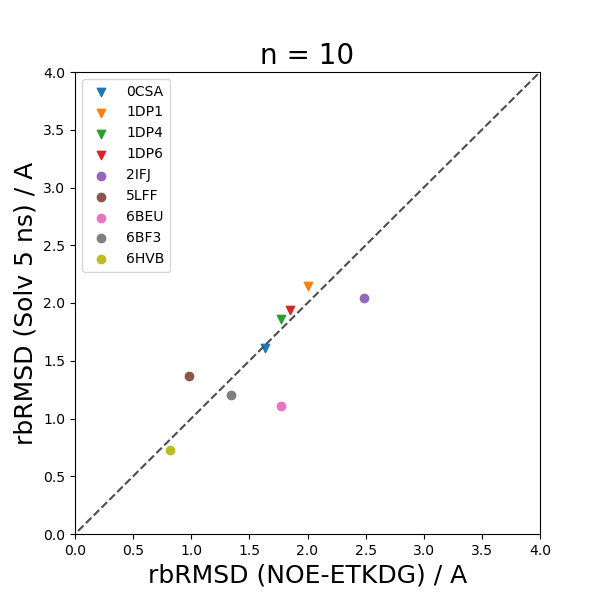 n = 10
rbRMSD (Solv 5 ns) / A
4.0
3.5
3.0
2.5
2.0
1.5
1.0
0.5
0.0
0CSA
1DP1
1DP4
1DP6
2IFJ
5LFF
6BEU
6BF3
6HVB
0.0 0.5 1.0 1.5 2.0 2.5 3.0 3.5 4.0
rbRMSD (NOE-ETKDG) / A